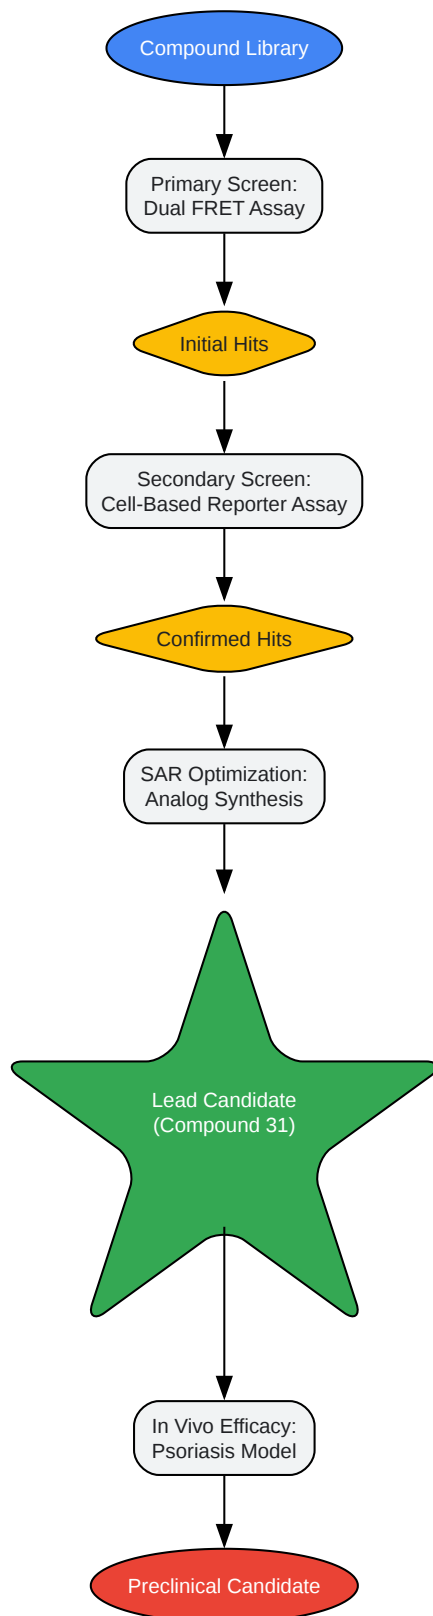 Compound Library
Primary Screen:
Dual FRET Assay
Initial Hits
Secondary Screen:
Cell-Based Reporter Assay
Confirmed Hits
SAR Optimization:
Analog Synthesis
Lead Candidate
(Compound 31)
In Vivo Efficacy:
Psoriasis Model
Preclinical Candidate